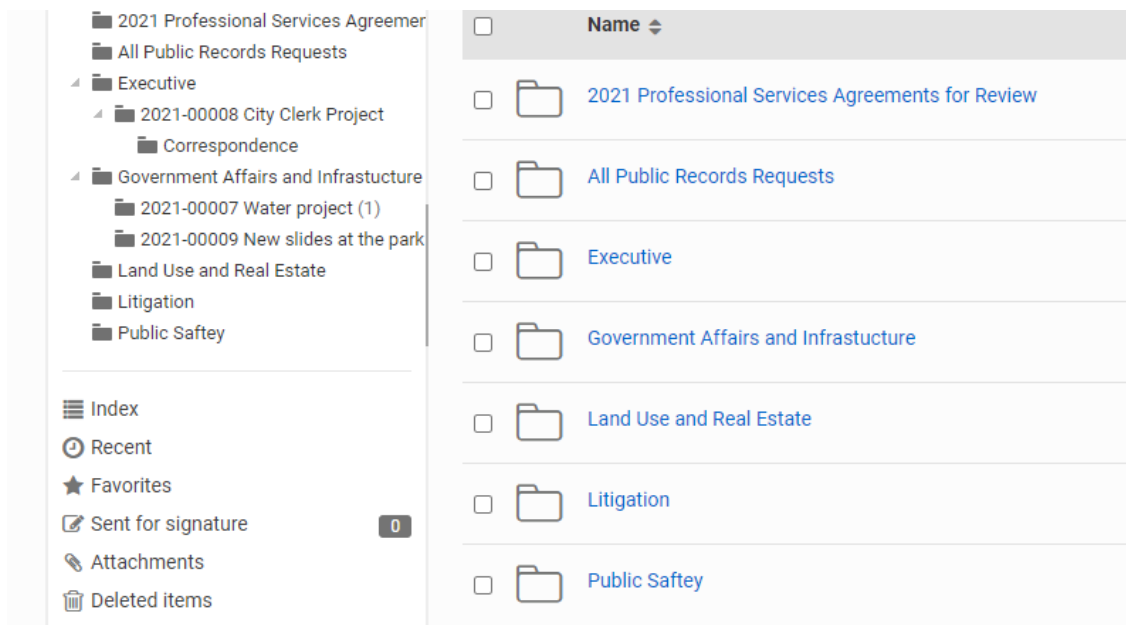 2021 Professional Services Agreemer
All Public Records Requests
Executive
2021-00008 City Clerk Project
Correspondence
Government Affairs and Infrastucture
2021-00007 Water project (1)
2021-00009 New slides at the park
Land Use and Real Estate
Litigation
Public Saftey
Index
Recent
Favorites
Sent for signature 0
Attachments
Deleted items
Name
2021 Professional Services Agreements for Review
All Public Records Requests
Executive
Government Affairs and Infrastucture
Land Use and Real Estate
Litigation
Public Saftey